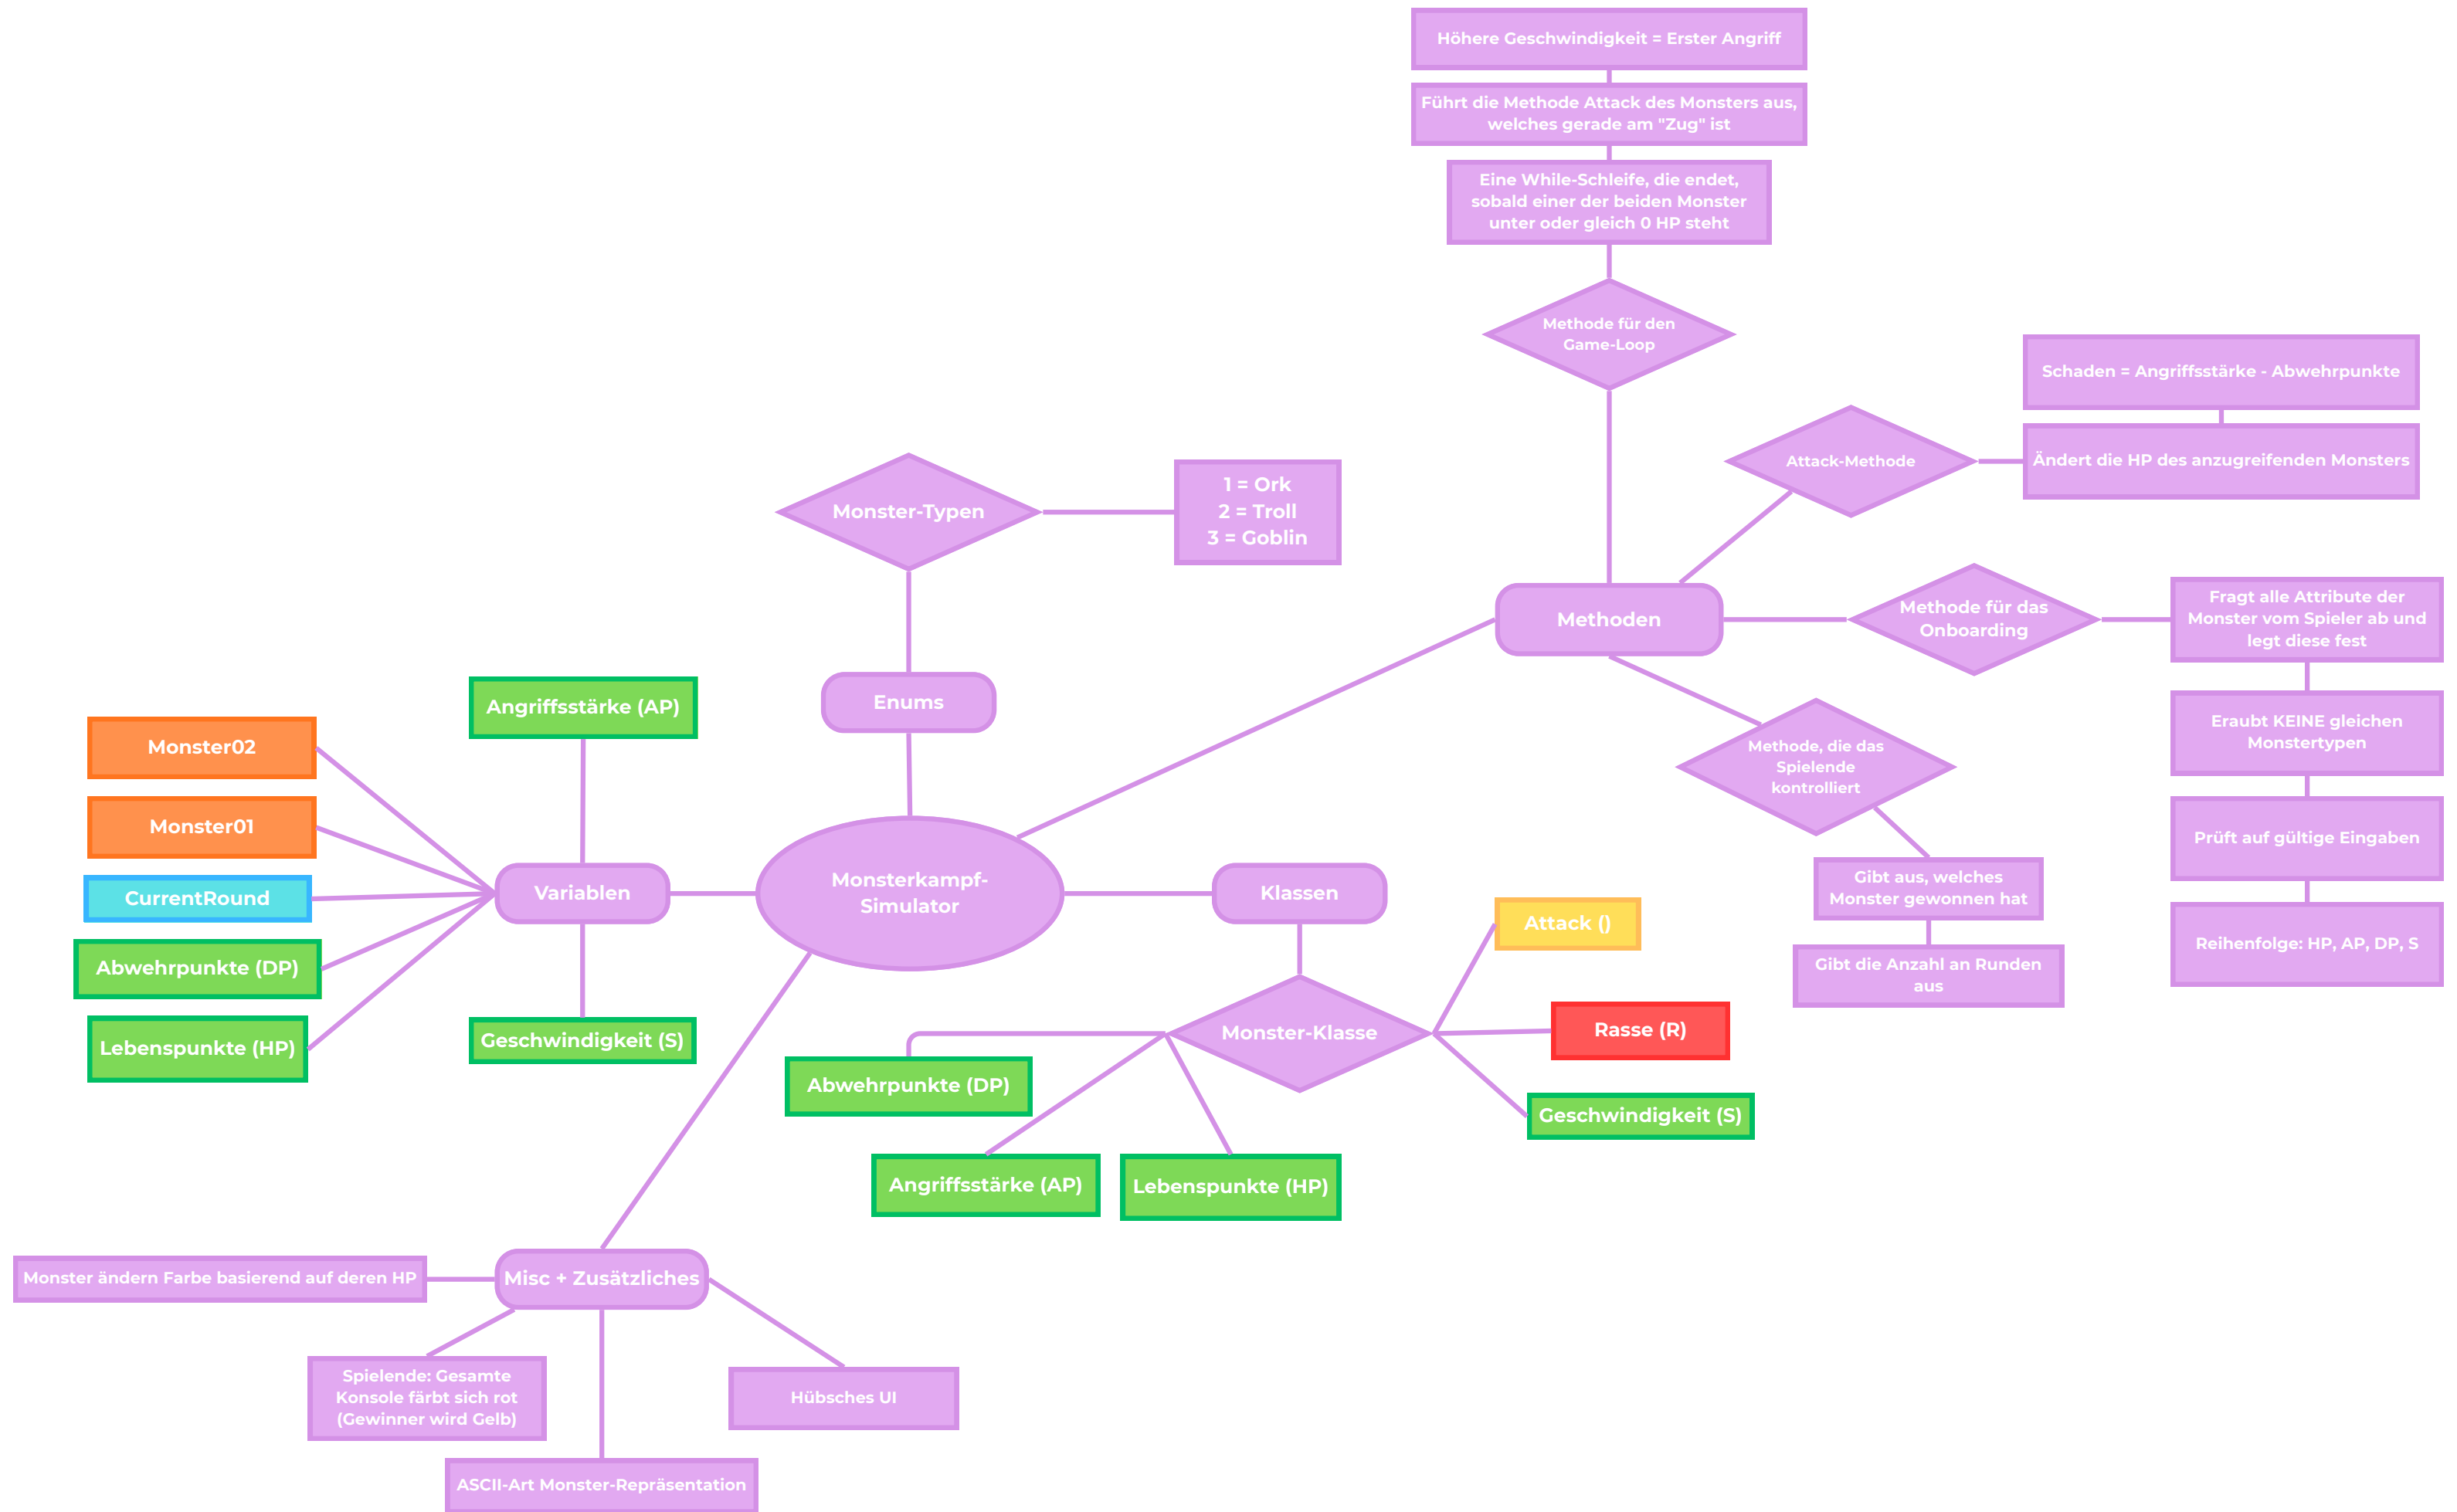 Höhere Geschwindigkeit = Erster Angriff
Führt die Methode Attack des Monsters aus,
welches gerade am "Zug" ist
Eine While-Schleife, die endet,
sobald einer der beiden Monster
unter oder gleich 0 HP steht
Methode für den
Game-Loop
Schaden = Angriffsstärke - Abwehrpunkte
Attack-Methode
Ändert die HP des anzugreifenden Monsters
Monster-Typen
1 = Ork
2 = Troll
3 = Goblin
Methoden
Methode für das
Onboarding
Fragt alle Attribute der
Monster vom Spieler ab und
legt diese fest
Eraubt KEINE gleichen
Monstertypen
Prüft auf gültige Eingaben
Reihenfolge: HP, AP, DP, S
Methode, die das
Spielende
kontrolliert
Gibt aus, welches
Monster gewonnen hat
Gibt die Anzahl an Runden
aus
Enums
Angriffsstärke (AP)
Monster02
Monster01
CurrentRound
Abwehrpunkte (DP)
Lebenspunkte (HP)
Variablen
Geschwindigkeit (S)
Monsterkampf-
Simulator
Klassen
Attack ()
Monster-Klasse
Rasse (R)
Geschwindigkeit (S)
Abwehrpunkte (DP)
Angriffsstärke (AP)
Lebenspunkte (HP)
Monster ändern Farbe basierend auf deren HP
Misc + Zusätzliches
Spielende: Gesamte
Konsole färbt sich rot
(Gewinner wird Gelb)
Hübsches UI
ASCII-Art Monster-Repräsentation